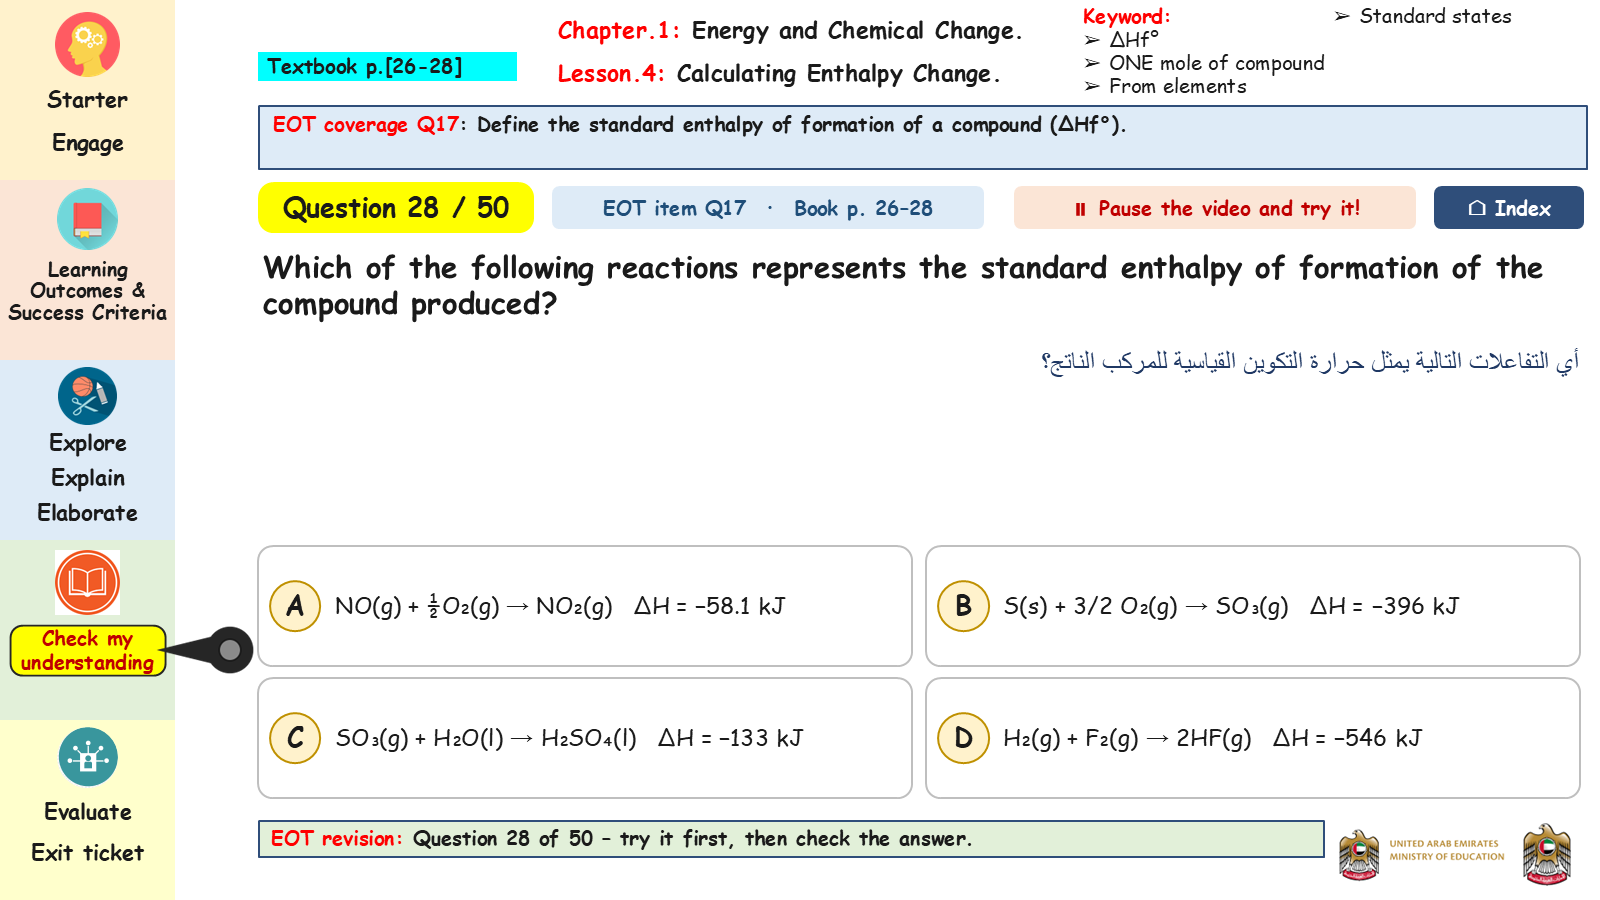 Starter
Engage
Learning
Outcomes &
Success Criteria
Explore
Explain
Elaborate
Check my
understanding
Evaluate
Exit ticket
Textbook p.[26-28]
Chapter.1: Energy and Chemical Change.
Lesson.4: Calculating Enthalpy Change.
Keyword:
➢ ΔHf°
➢ ONE mole of compound
➢ From elements
➢ Standard states
EOT coverage Q17: Define the standard enthalpy of formation of a compound (ΔHf°).
Question 28 / 50
EOT item Q17 · Book p. 26–28
⏸ Pause the video and try it!
☖ Index
Which of the following reactions represents the standard enthalpy of formation of the
compound produced?
أي التفاعلات التالية يمثل حرارة التكوين القياسية للمركب الناتج؟
A NO(g) + ½O₂(g) → NO₂(g) ΔH = −58.1 kJ
B S(s) + 3/2 O₂(g) → SO₃(g) ΔH = −396 kJ
C SO₃(g) + H₂O(l) → H₂SO₄(l) ΔH = −133 kJ
D H₂(g) + F₂(g) → 2HF(g) ΔH = −546 kJ
EOT revision: Question 28 of 50 – try it first, then check the answer.
UNITED ARAB EMIRATES
MINISTRY OF EDUCATION